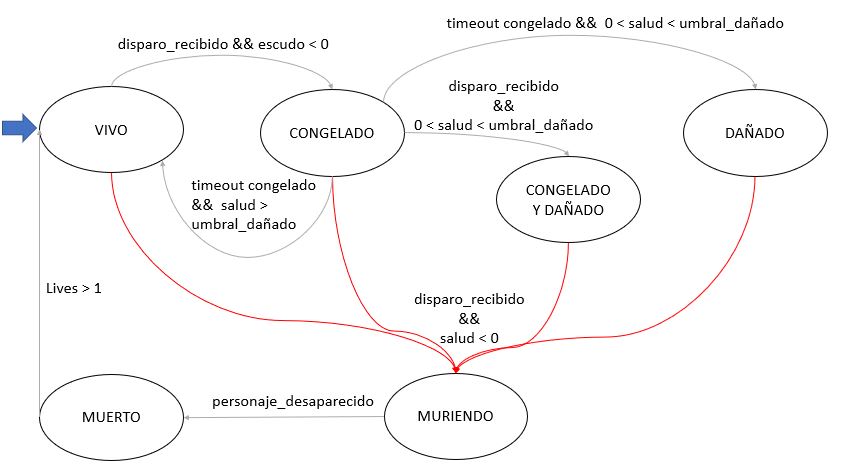 timeout congelado && 0 < salud < umbral_dañado
disparo_recibido && escudo < 0
disparo_recibido
&&
0 < salud < umbral_dañado
VIVO
CONGELADO
DAÑADO
timeout congelado
&& salud >
umbral_dañado
CONGELADO
Y DAÑADO
Lives > 1
disparo_recibido
&&
salud < 0
personaje_desaparecido
MUERTO
MURIENDO